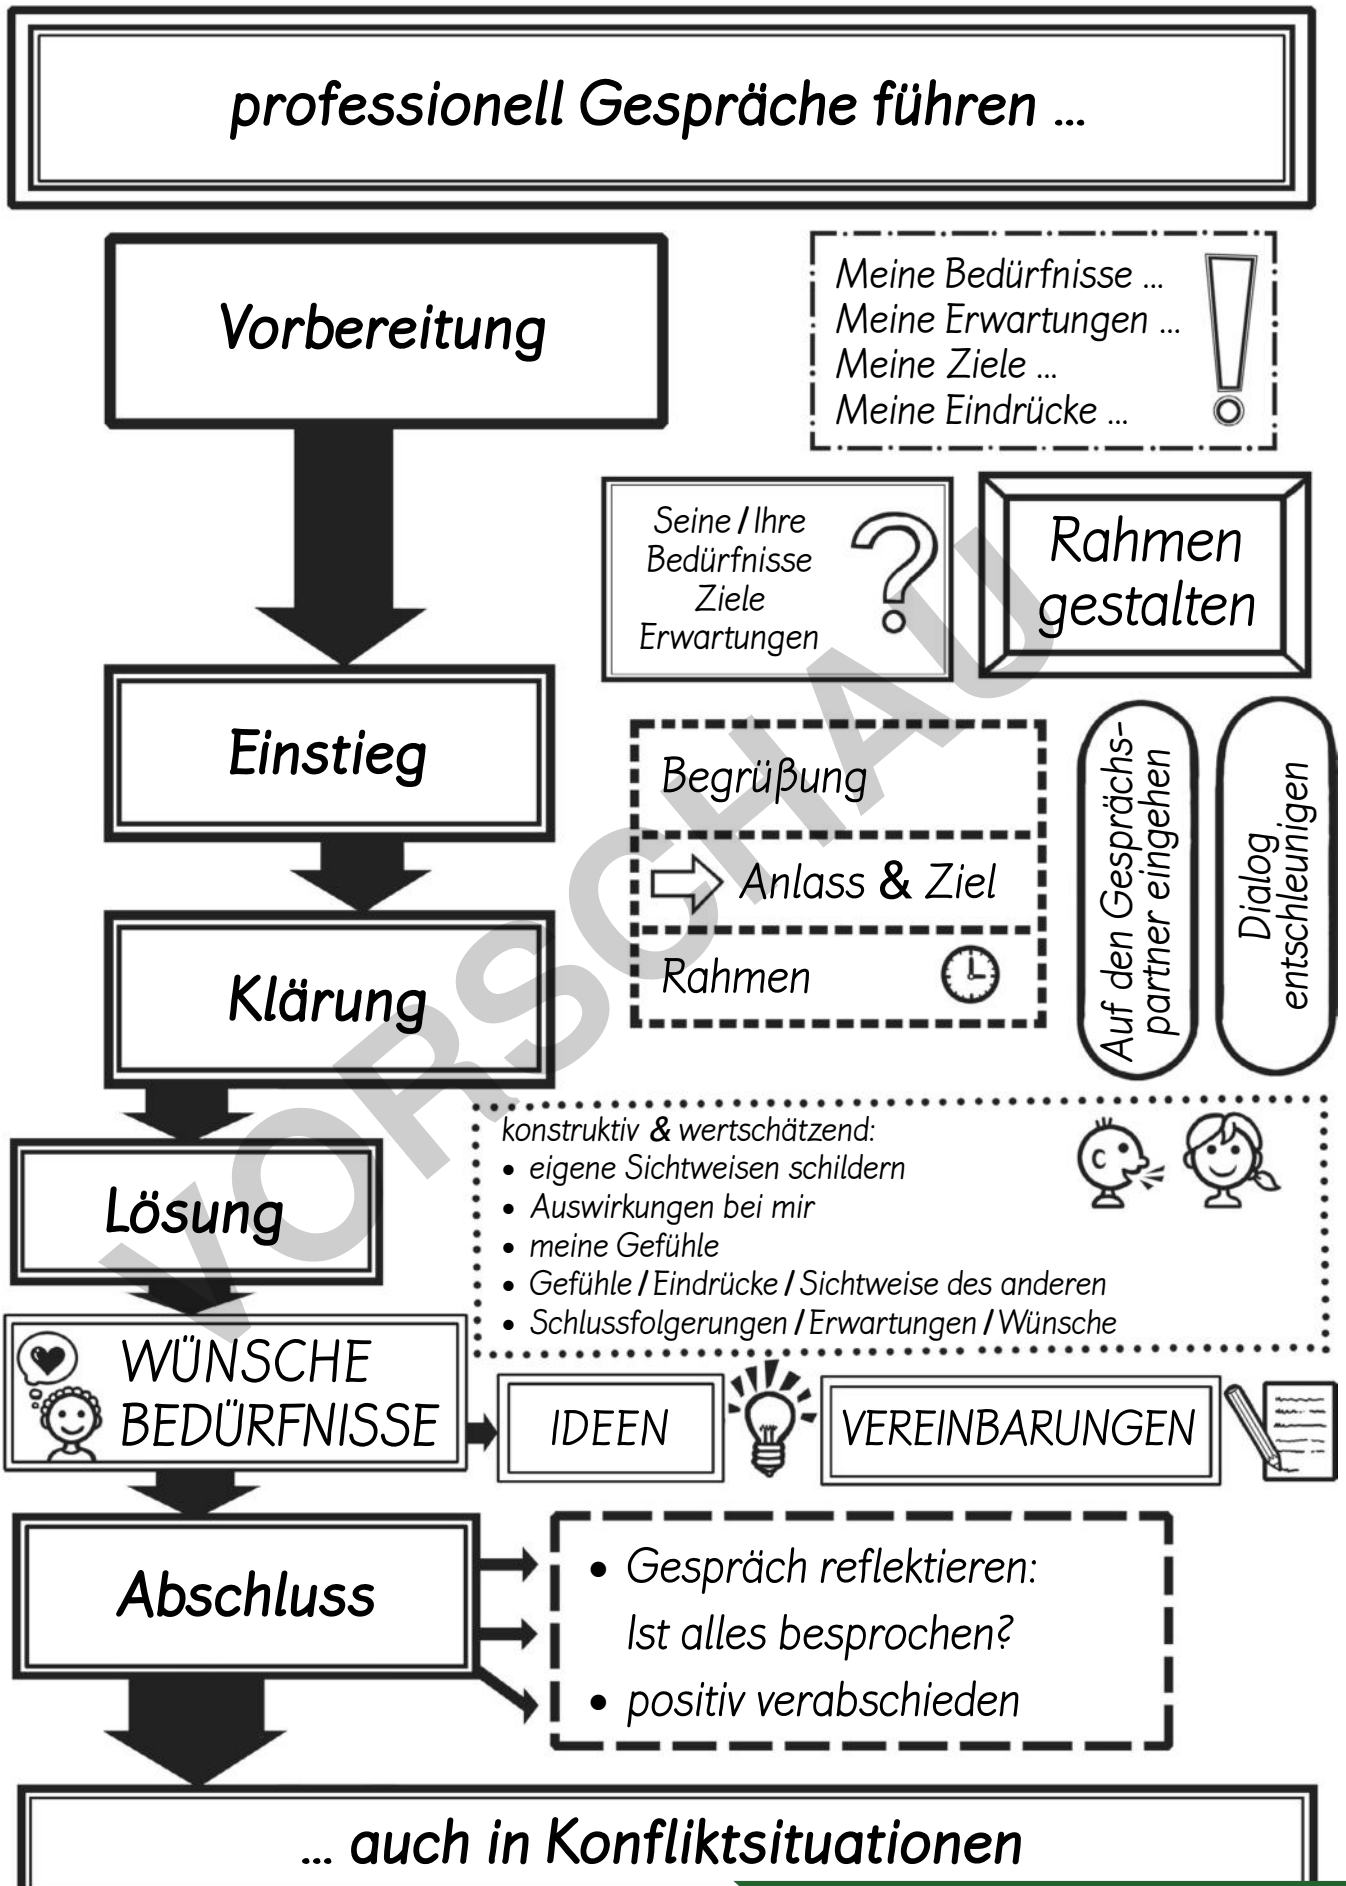 professionell Gespräche führen ...
Vorbereitung
Meine Bedürfnisse ...
Meine Erwartungen ...
Meine Ziele ...
Meine Eindrücke ...
Seine / Ihre
Bedürfnisse
Ziele
Erwartungen
Rahmen
gestalten
Einstieg
Begrüßung
Anlass & Ziel
Rahmen
Auf den Gesprächs-
partner eingehen
Dialog
entschleunigen
Klärung
konstruktiv & wertschätzend:
• eigene Sichtweisen schildern
• Auswirkungen bei mir
• meine Gefühle
• Gefühle / Eindrücke / Sichtweise des anderen
• Schlussfolgerungen / Erwartungen / Wünsche
Lösung
WÜNSCHE
BEDÜRFNISSE
IDEEN
VEREINBARUNGEN
Abschluss
• Gespräch reflektieren:
Ist alles besprochen?
• positiv verabschieden
... auch in Konfliktsituationen
VORSCHAU